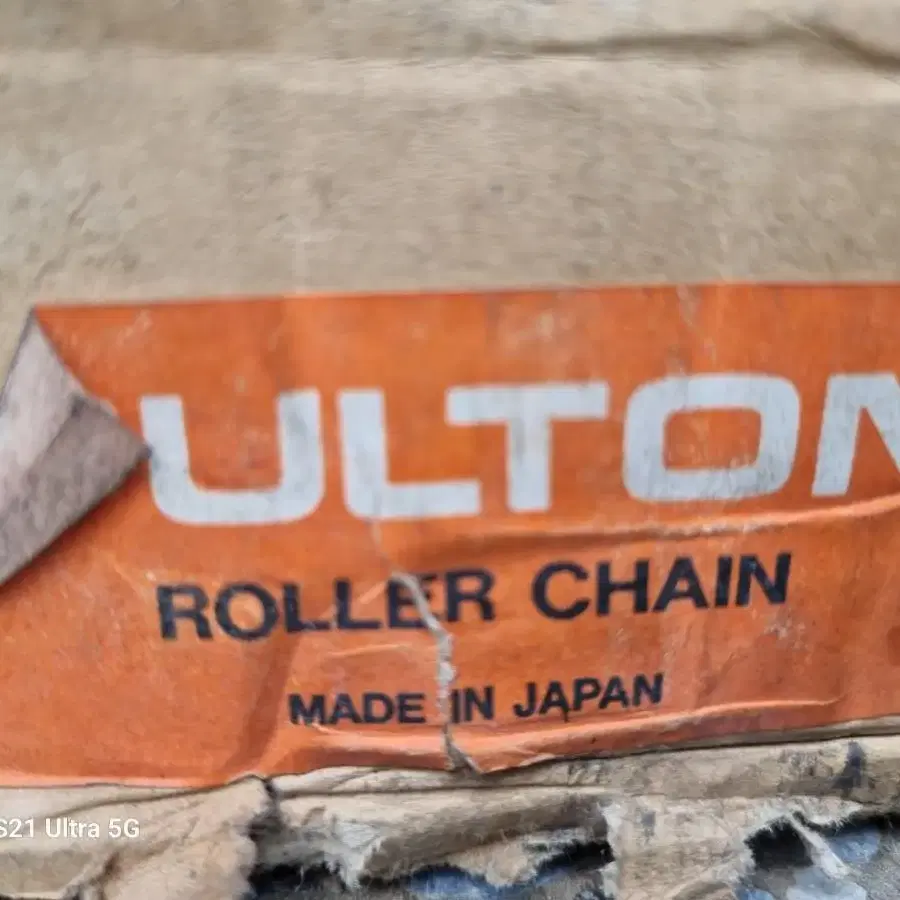 ULTON
ROLLER CHAIN
MADE IN JAPAN
S21 Ultra 5G